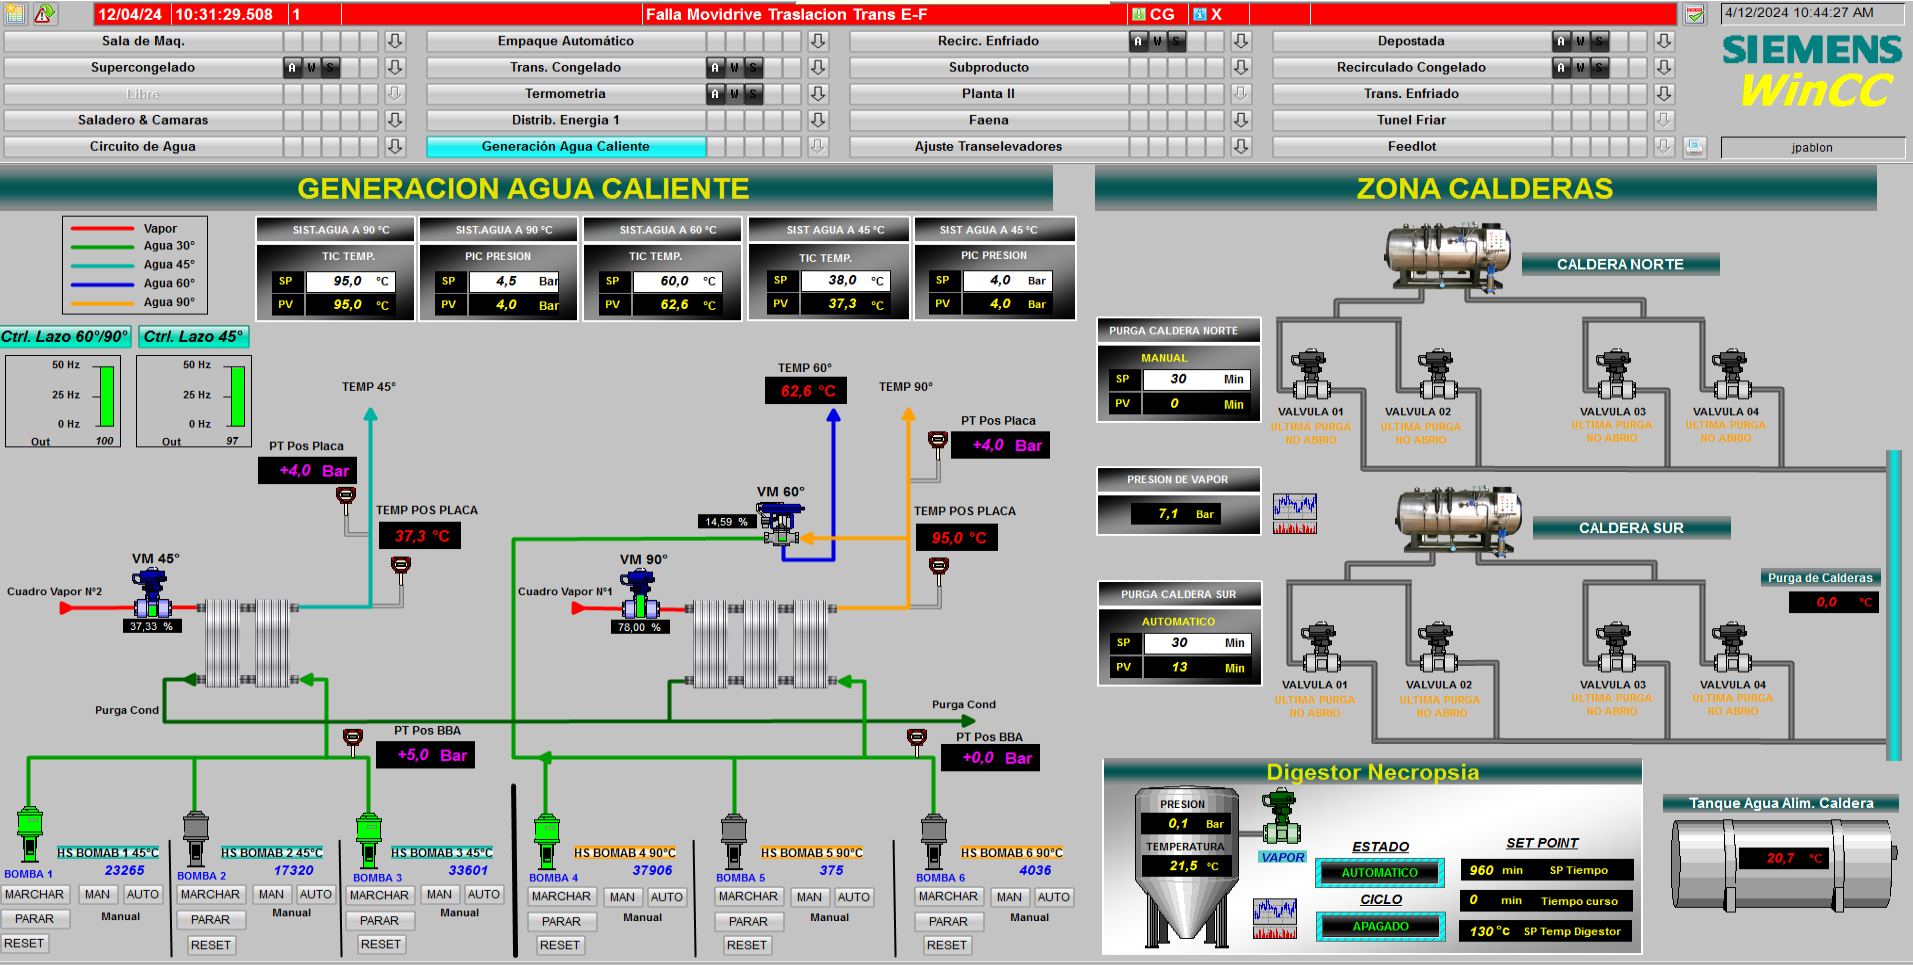 12/04/24 10:31:29.508 1 Falla Movidrive Traslacion Trans E-F CG X 4/12/2024 10:44:27 AM
Sala de Maq. Empaque Automático Recirc. Enfriado A W S Depostada A W S
SIEMENS
Supercongelado A W S Trans. Congelado A W S Subproducto Recirculado Congelado A W S
WinCC
Libre Termometria A W S Planta II Trans. Enfriado
Saladero & Camaras Distrib. Energia 1 Faena Tunel Friar
Circuito de Agua Generación Agua Caliente Ajuste Transelevadores Feedlot jpablon
GENERACION AGUA CALIENTE
Vapor
Agua 30°
Agua 45°
Agua 60°
Agua 90°
SIST.AGUA A 90 °C
TIC TEMP.
SP 95,0 °C
PV 95,0 °C
SIST.AGUA A 90 °C
PIC PRESION
SP 4,5 Bar
PV 4,0 Bar
SIST.AGUA A 60 °C
TIC TEMP.
SP 60,0 °C
PV 62,6 °C
SIST AGUA A 45 °C
TIC TEMP.
SP 38,0 °C
PV 37,3 °C
SIST AGUA A 45 °C
PIC PRESION
SP 4,0 Bar
PV 4,0 Bar
Ctrl. Lazo 60°/90°
50 Hz
25 Hz
0 Hz
Out 100
Ctrl. Lazo 45°
50 Hz
25 Hz
0 Hz
Out 97
TEMP 45°
PT Pos Placa
+4,0 Bar
TEMP POS PLACA
37,3 °C
VM 45°
Cuadro Vapor Nº2
37,33 %
TEMP 60°
62,6 °C
TEMP 90°
PT Pos Placa
+4,0 Bar
VM 60°
14,59 %
TEMP POS PLACA
95,0 °C
VM 90°
Cuadro Vapor Nº1
78,00 %
Purga Cond
Purga Cond
PT Pos BBA
+5,0 Bar
PT Pos BBA
+0,0 Bar
HS BOMAB 1 45°C
23265
BOMBA 1
MARCHAR MAN AUTO
PARAR Manual
RESET
HS BOMAB 2 45°C
17320
BOMBA 2
MARCHAR MAN AUTO
PARAR Manual
RESET
HS BOMAB 3 45°C
33601
BOMBA 3
MARCHAR MAN AUTO
PARAR Manual
RESET
HS BOMAB 4 90°C
37906
BOMBA 4
MARCHAR MAN AUTO
PARAR Manual
RESET
HS BOMAB 5 90°C
375
BOMBA 5
MARCHAR MAN AUTO
PARAR Manual
RESET
HS BOMAB 6 90°C
4036
BOMBA 6
MARCHAR MAN AUTO
PARAR Manual
RESET
ZONA CALDERAS
CALDERA NORTE
PURGA CALDERA NORTE
MANUAL
SP 30 Min
PV 0 Min
VALVULA 01
ULTIMA PURGA
NO ABRIO
VALVULA 02
ULTIMA PURGA
NO ABRIO
VALVULA 03
ULTIMA PURGA
NO ABRIO
VALVULA 04
ULTIMA PURGA
NO ABRIO
PRESION DE VAPOR
7,1 Bar
CALDERA SUR
Purga de Calderas
0,0 °C
PURGA CALDERA SUR
AUTOMATICO
SP 30 Min
PV 13 Min
VALVULA 01
ULTIMA PURGA
NO ABRIO
VALVULA 02
ULTIMA PURGA
NO ABRIO
VALVULA 03
ULTIMA PURGA
NO ABRIO
VALVULA 04
ULTIMA PURGA
NO ABRIO
Digestor Necropsia
PRESION
0,1 Bar
TEMPERATURA
21,5 °C
VAPOR
ESTADO
AUTOMATICO
CICLO
APAGADO
SET POINT
960 min SP Tiempo
0 min Tiempo curso
130 °C SP Temp Digestor
Tanque Agua Alim. Caldera
20,7 °C